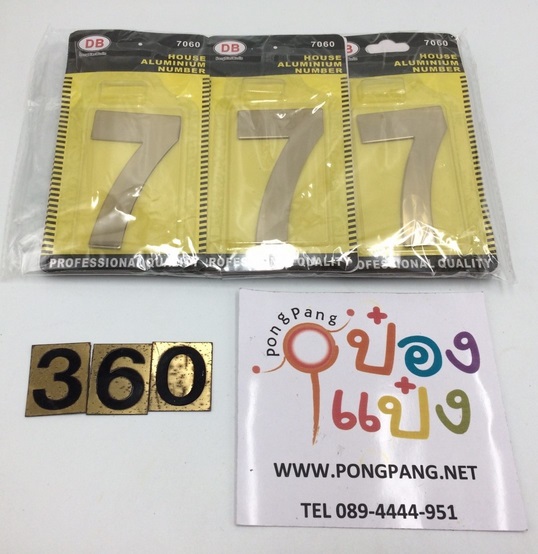 DB
7060
HOUSE
ALUMINIUM
NUMBER
7
PROFESSIONAL QUALITY
DB
7060
HOUSE
ALUMINIUM
NUMBER
7
PROFESSIONAL QUALITY
B
7060
HOUSE
ALUMINIUM
NUMBER
7
OFESSIONAL QUALITY
360
PongPang
ป๋อง
แป๋ง
WWW.PONGPANG.NET
TEL 089-4444-951